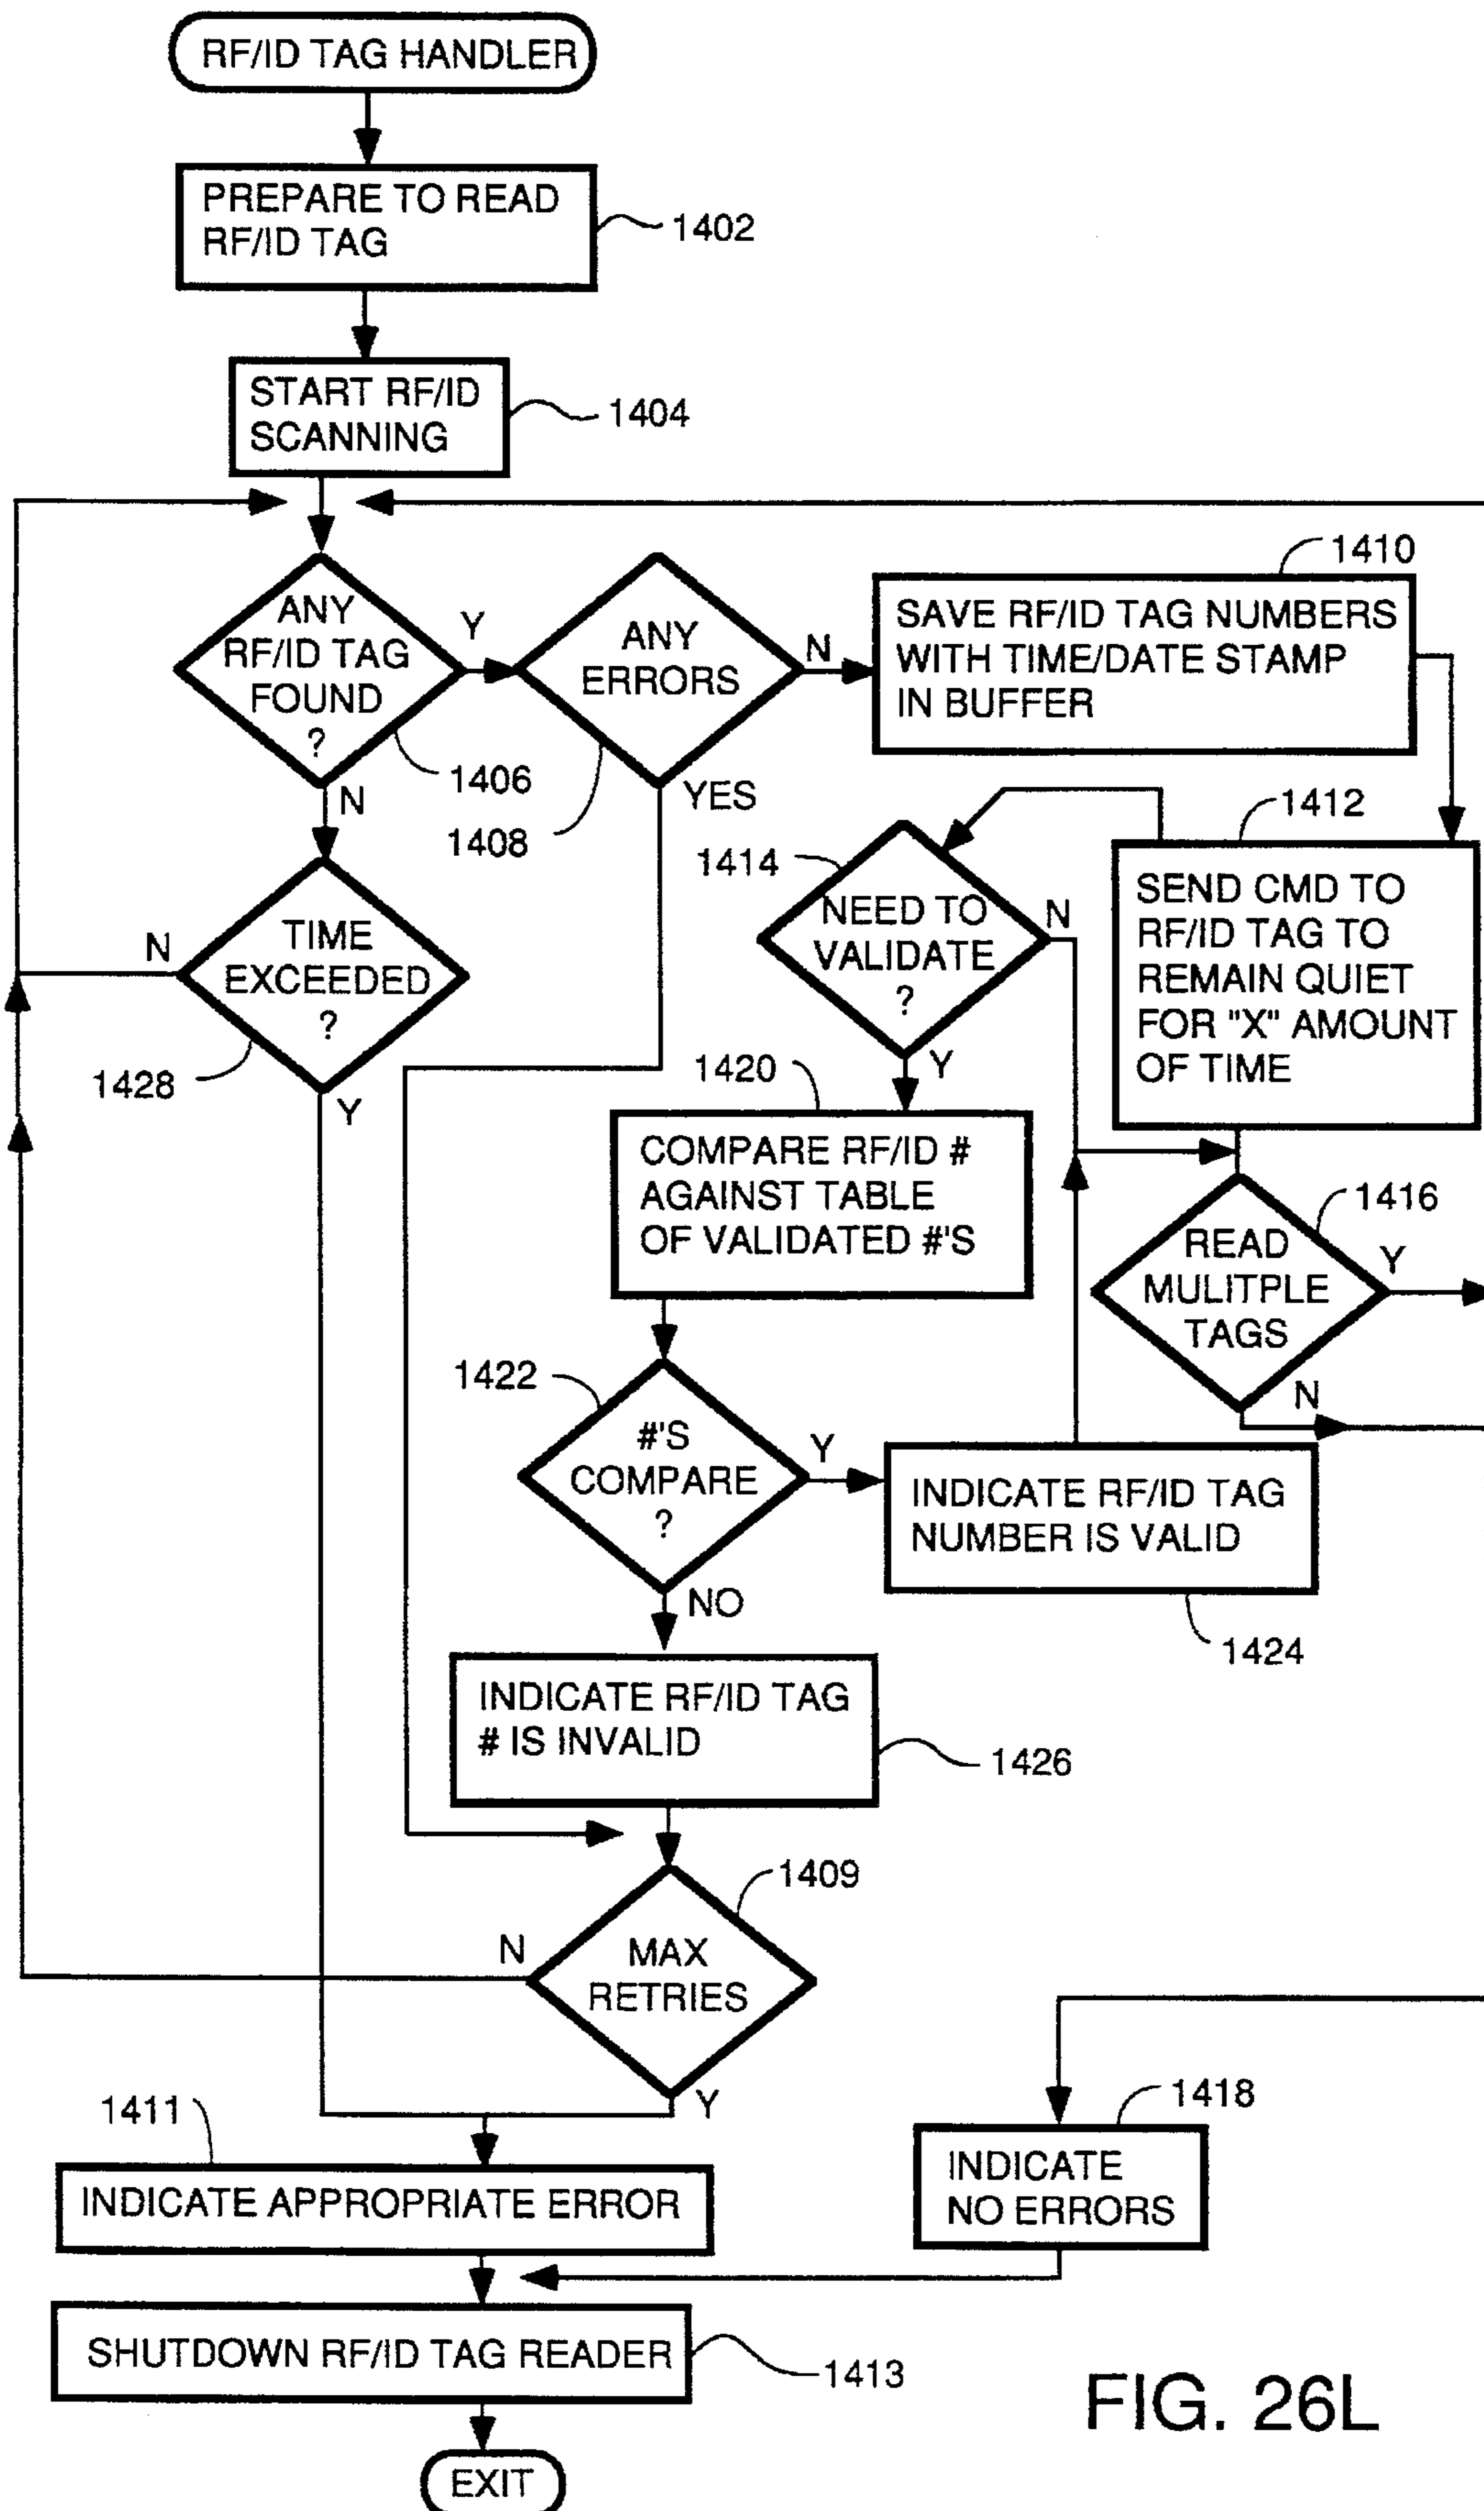 RF/ID TAG HANDLER
PREPARE TO READ
RF/ID TAG
1402
START RF/ID
SCANNING
1404
ANY
RF/ID TAG
FOUND
?
Y
N
1406
ANY
ERRORS
N
YES
1408
1410
SAVE RF/ID TAG NUMBERS
WITH TIME/DATE STAMP
IN BUFFER
1412
SEND CMD TO
RF/ID TAG TO
REMAIN QUIET
FOR "X" AMOUNT
OF TIME
1414
NEED TO
VALIDATE
?
N
Y
TIME
EXCEEDED
?
N
Y
1428
1420
COMPARE RF/ID #
AGAINST TABLE
OF VALIDATED #'S
1416
READ
MULITPLE
TAGS
Y
N
1422
#'S
COMPARE
?
Y
NO
INDICATE RF/ID TAG
NUMBER IS VALID
1424
INDICATE RF/ID TAG
# IS INVALID
1426
1409
MAX
RETRIES
N
Y
1411
INDICATE APPROPRIATE ERROR
1418
INDICATE
NO ERRORS
SHUTDOWN RF/ID TAG READER
1413
EXIT
FIG. 26L